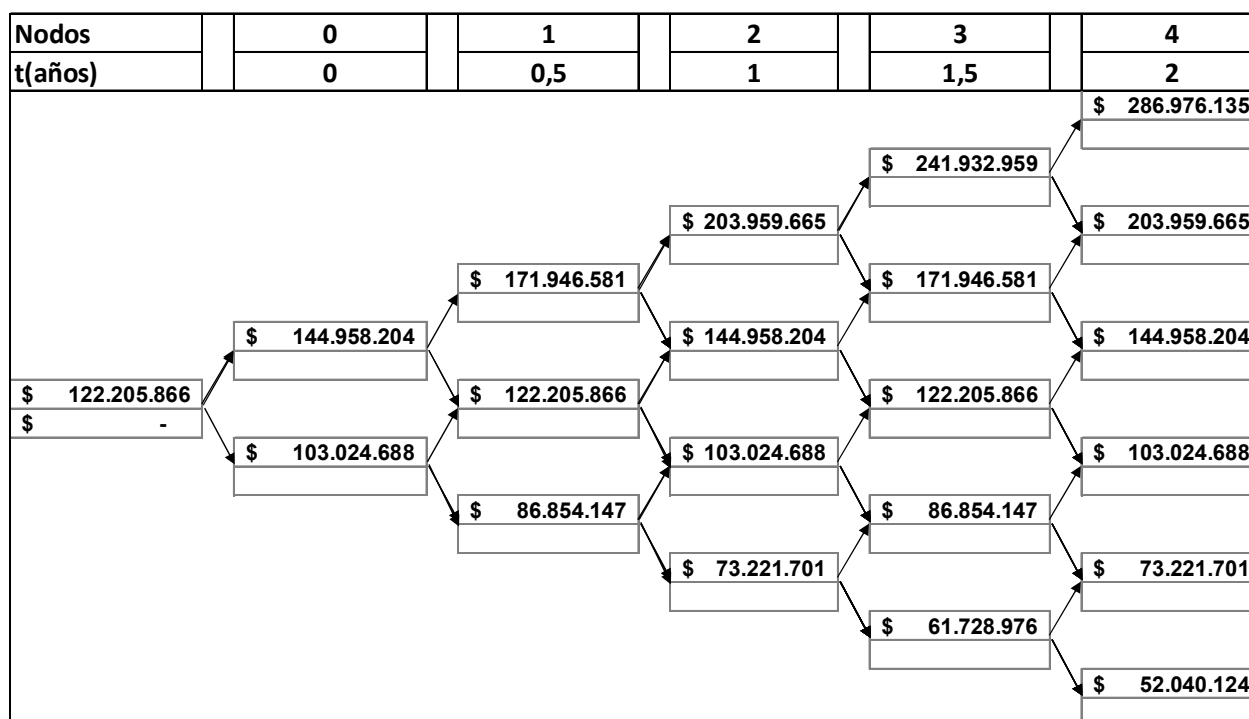 Nodos 0 1 2 3 4
t(años) 0 0,5 1 1,5 2
$ 286.976.135
$ 241.932.959
$ 203.959.665 $ 203.959.665
$ 171.946.581 $ 171.946.581
$ 144.958.204 $ 144.958.204 $ 144.958.204
$ 122.205.866 $ 122.205.866 $ 122.205.866
$ -
$ 103.024.688 $ 103.024.688 $ 103.024.688
$ 86.854.147 $ 86.854.147
$ 73.221.701 $ 73.221.701
$ 61.728.976
$ 52.040.124